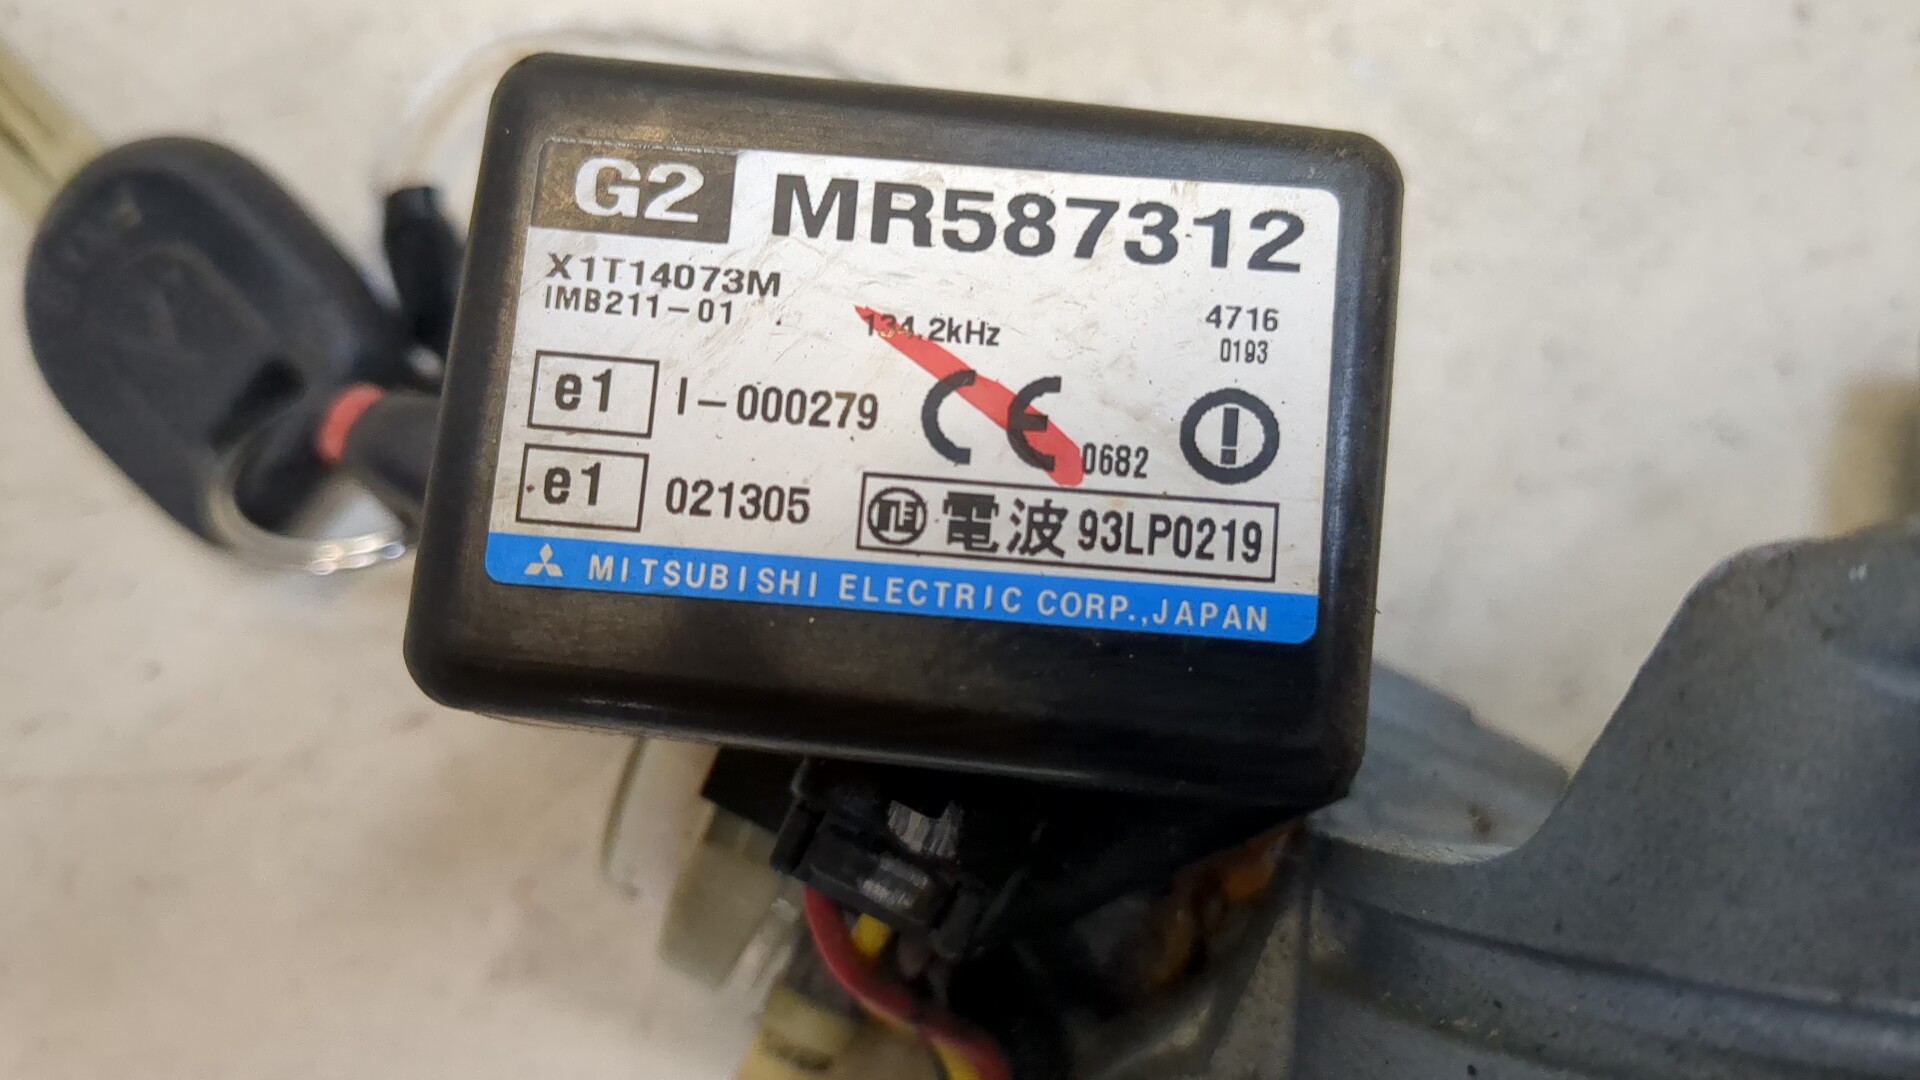 G2 MR587312
X1T14073M
IMB211-01
134.2kHz
4716
0193
e1 I-000279
CE 0682
e1 021305
電波 93LP0219
MITSUBISHI ELECTRIC CORP.,JAPAN